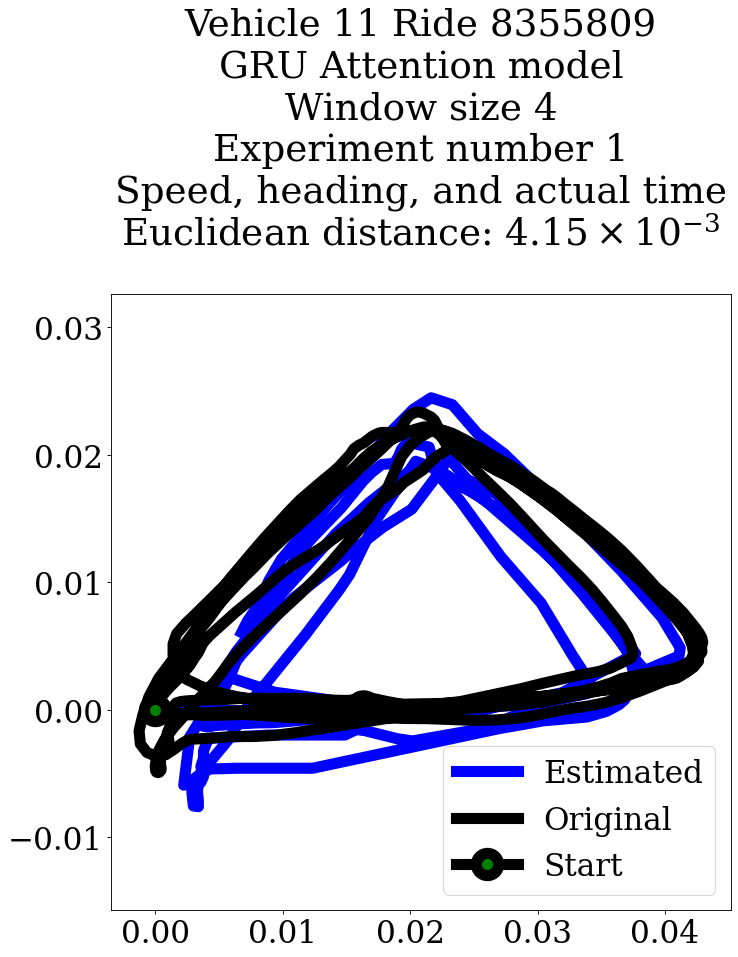 Vehicle 11 Ride 8355809
GRU Attention model
Window size 4
Experiment number 1
Speed, heading, and actual time
Euclidean distance: 4.15 × 10⁻³
0.03
0.02
0.01
0.00
−0.01
Estimated
Original
Start
0.00 0.01 0.02 0.03 0.04